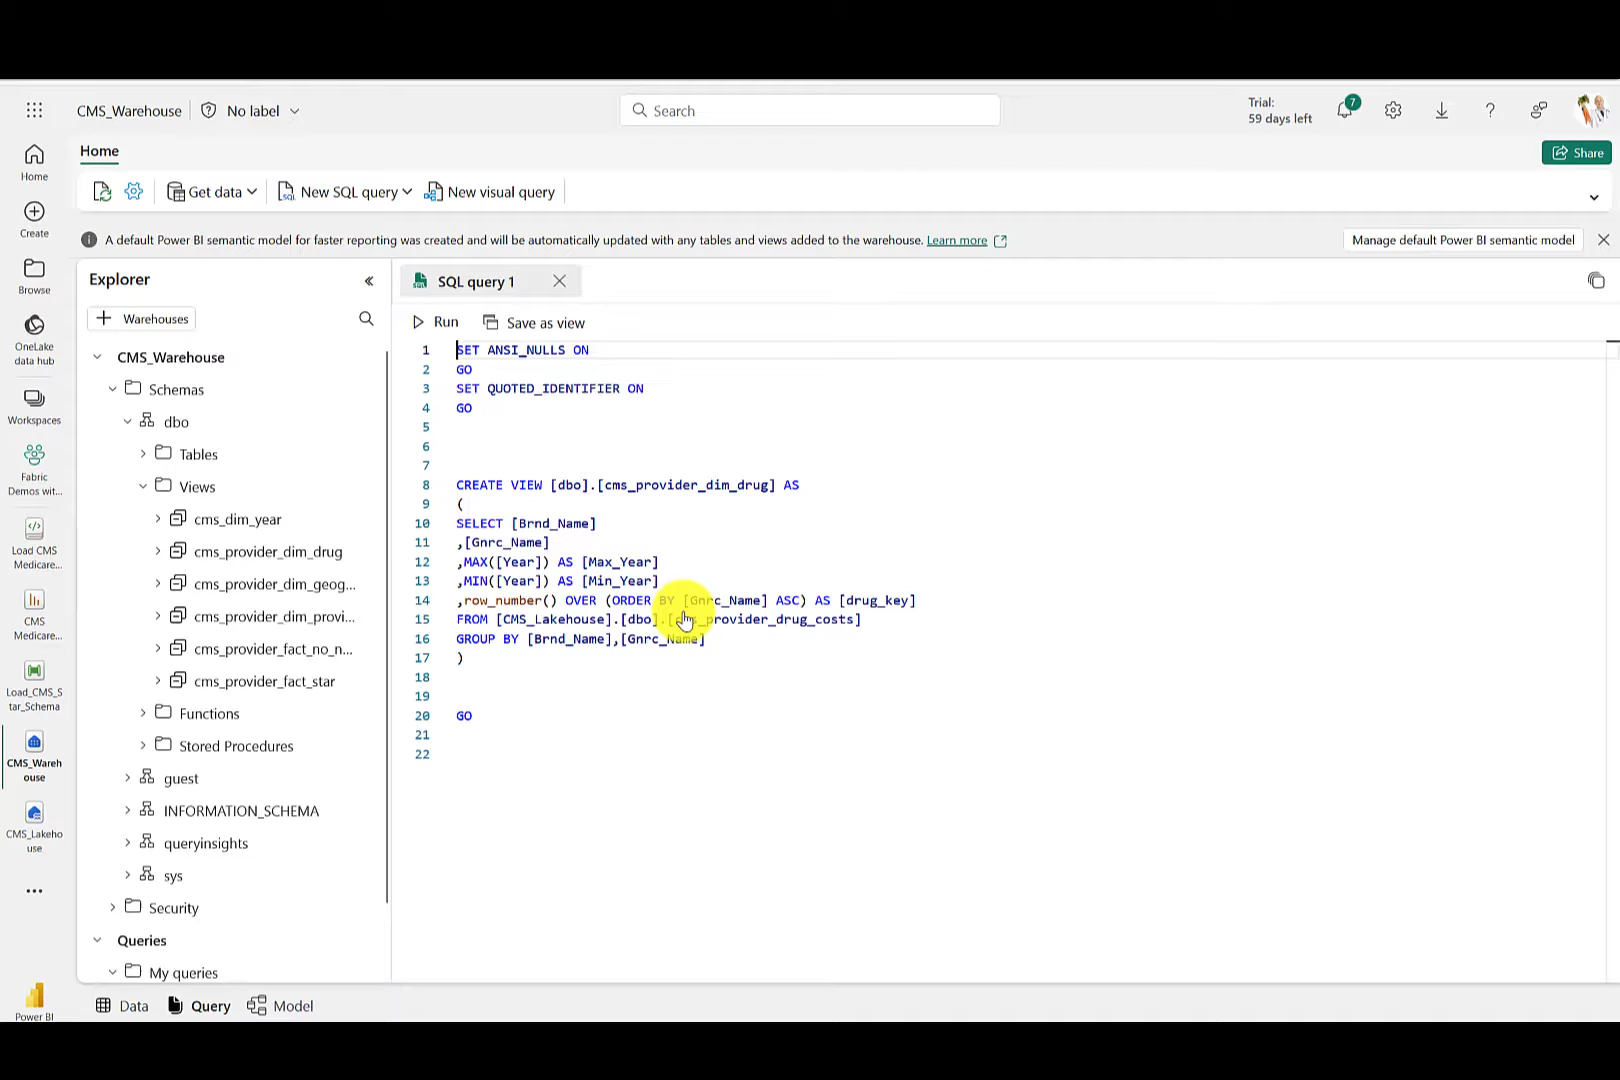 CMS_Warehouse
No label
Search
Trial:
59 days left
7
Home
Share
Get data
New SQL query
New visual query
A default Power BI semantic model for faster reporting was created and will be automatically updated with any tables and views added to the warehouse. Learn more
Manage default Power BI semantic model
Home
Create
Browse
OneLake
data hub
Workspaces
Fabric
Demos wit...
Load CMS
Medicare...
CMS
Medicare...
Load_CMS_S
tar_Schema
CMS_Wareh
ouse
CMS_Lakeho
use
Power BI
Explorer
Warehouses
CMS_Warehouse
Schemas
dbo
Tables
Views
cms_dim_year
cms_provider_dim_drug
cms_provider_dim_geog...
cms_provider_dim_provi...
cms_provider_fact_no_n...
cms_provider_fact_star
Functions
Stored Procedures
guest
INFORMATION_SCHEMA
queryinsights
sys
Security
Queries
My queries
SQL query 1
Run
Save as view
1 SET ANSI_NULLS ON
2 GO
3 SET QUOTED_IDENTIFIER ON
4 GO
5
6
7
8 CREATE VIEW [dbo].[cms_provider_dim_drug] AS
9 (
10 SELECT [Brnd_Name]
11 ,[Gnrc_Name]
12 ,MAX([Year]) AS [Max_Year]
13 ,MIN([Year]) AS [Min_Year]
14 ,row_number() OVER (ORDER BY [Gnrc_Name] ASC) AS [drug_key]
15 FROM [CMS_Lakehouse].[dbo].[cms_provider_drug_costs]
16 GROUP BY [Brnd_Name],[Gnrc_Name]
17 )
18
19
20 GO
21
22
Data
Query
Model